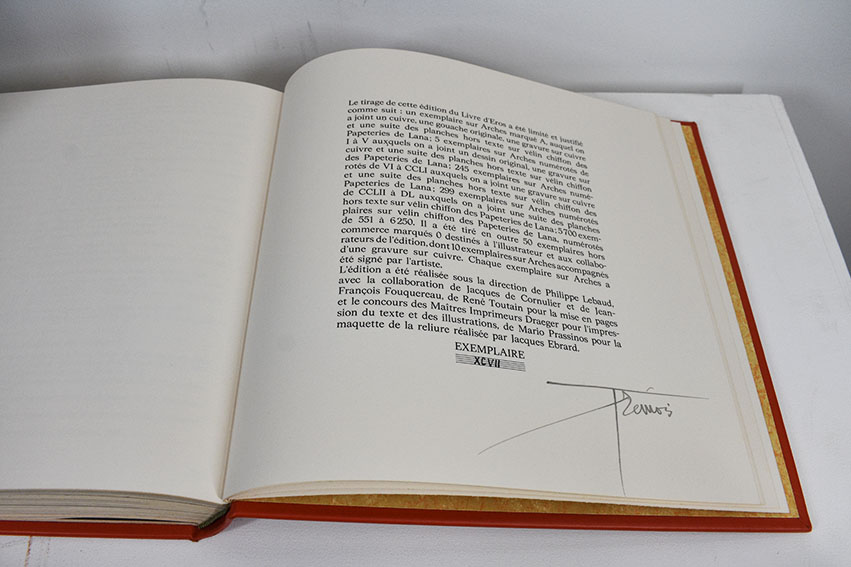 Le tirage de cette édition du Livre d'Eros a été limité et justifié
comme suit : un exemplaire sur Arches marqué A, auquel on
a joint un cuivre, une gouache originale, une gravure sur cuivre
et une suite des planches hors texte sur vélin chiffon des
Papeteries de Lana; 5 exemplaires sur Arches numérotés de
I à V auxquels on a joint un dessin original, une gravure sur
cuivre et une suite des planches hors texte sur vélin chiffon
des Papeteries de Lana; 245 exemplaires sur Arches numé-
rotés de VI à CCLI auxquels on a joint une gravure sur cuivre
et une suite des planches hors texte sur vélin chiffon des
Papeteries de Lana; 299 exemplaires sur Arches numérotés
de CCLII à DL auxquels on a joint une suite des planches
hors texte sur vélin chiffon des Papeteries de Lana; 5700 exem-
plaires sur vélin chiffon des Papeteries de Lana, numérotés
de 551 à 6250. Il a été tiré en outre 50 exemplaires hors
commerce marqués 0 destinés à l'illustrateur et aux collabo-
rateurs de l'édition, dont 10 exemplaires sur Arches accompagnés
d'une gravure sur cuivre. Chaque exemplaire sur Arches a
été signé par l'artiste.
L'édition a été réalisée sous la direction de Philippe Lebaud,
avec la collaboration de Jacques de Cornulier et de Jean-
François Fouquereau, de René Toutain pour la mise en pages
et le concours des Maîtres Imprimeurs Draeger pour l'impres-
sion du texte et des illustrations, de Mario Prassinos pour la
maquette de la reliure réalisée par Jacques Ebrard.
EXEMPLAIRE
XCVII